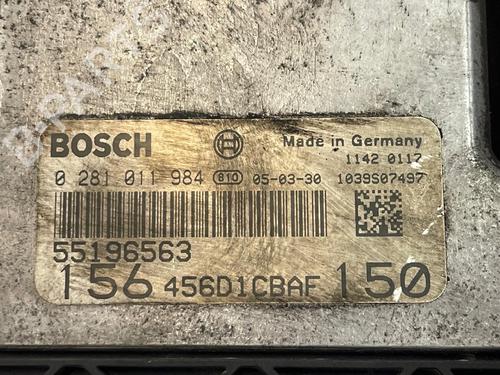 B-PARTS
BOSCH Made in Germany
1142 0117
0 281 011 984 810 05-03-30 1039S07497
55196563
156 456D1CBAF 150